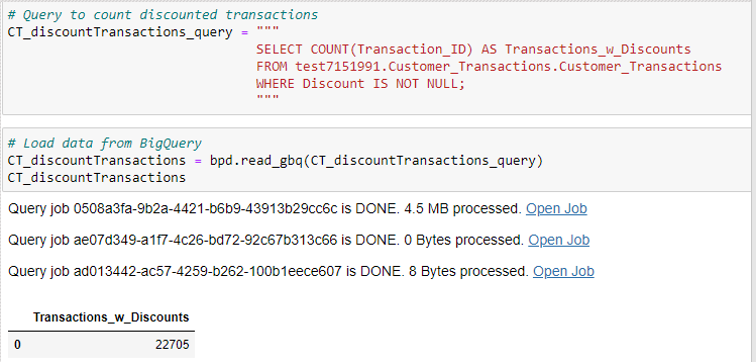 # Query to count discounted transactions
CT_discountTransactions_query = """
SELECT COUNT(Transaction_ID) AS Transactions_w_Discounts
FROM test7151991.Customer_Transactions.Customer_Transactions
WHERE Discount IS NOT NULL;
"""
# Load data from BigQuery
CT_discountTransactions = bpd.read_gbq(CT_discountTransactions_query)
CT_discountTransactions
Query job 0508a3fa-9b2a-4421-b6b9-43913b29cc6c is DONE. 4.5 MB processed. Open Job
Query job ae07d349-a1f7-4c26-bd72-92c67b313c66 is DONE. 0 Bytes processed. Open Job
Query job ad013442-ac57-4259-b262-100b1eece607 is DONE. 8 Bytes processed. Open Job
Transactions_w_Discounts
0 22705